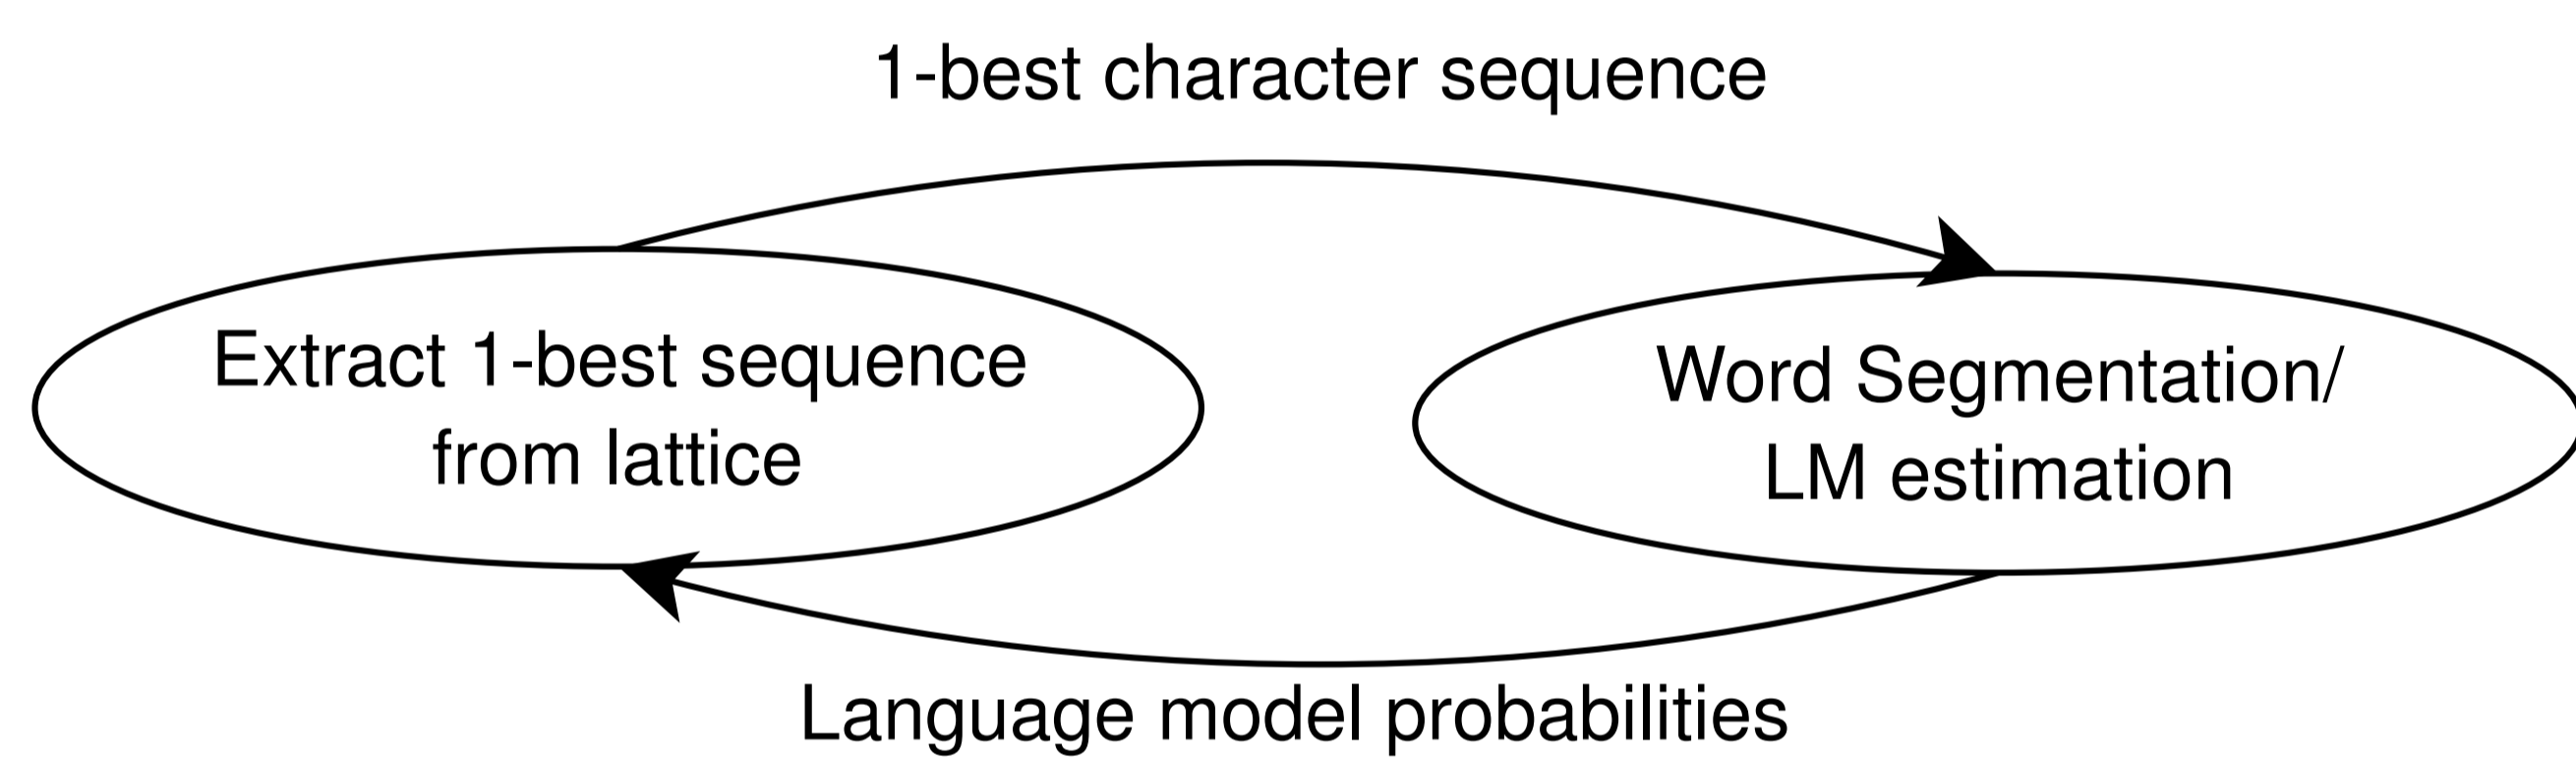 1-best character sequence
Extract 1-best sequence
from lattice
Word Segmentation/
LM estimation
Language model probabilities